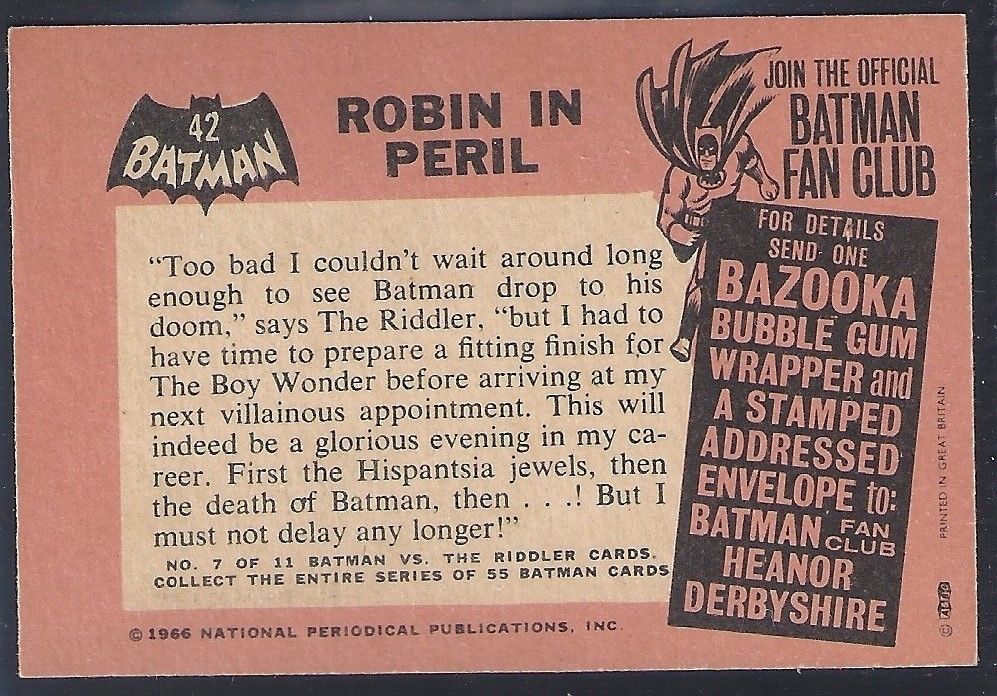 42
BATMAN
ROBIN IN
PERIL
JOIN THE OFFICIAL
BATMAN
FAN CLUB
FOR DETAILS
SEND ONE
BAZOOKA
BUBBLE GUM
WRAPPER and
A STAMPED
ADDRESSED
ENVELOPE to:
BATMAN FAN CLUB
HEANOR
DERBYSHIRE
“Too bad I couldn’t wait around long
enough to see Batman drop to his
doom,” says The Riddler, “but I had to
have time to prepare a fitting finish for
The Boy Wonder before arriving at my
next villainous appointment. This will
indeed be a glorious evening in my ca-
reer. First the Hispantsia jewels, then
the death of Batman, then . . .! But I
must not delay any longer!”
NO. 7 OF 11 BATMAN VS. THE RIDDLER CARDS.
COLLECT THE ENTIRE SERIES OF 55 BATMAN CARDS
© 1966 NATIONAL PERIODICAL PUBLICATIONS, INC.
PRINTED IN GREAT BRITAIN
©